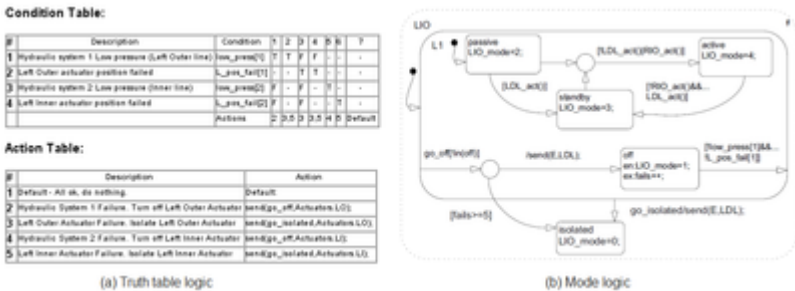 Condition Table:
# Description Condition 1 2 3 4 5 6 7
1 Hydraulic system 1 Low pressure (Left Outer line) low_press[1] T T F F - - -
2 Left Outer actuator position failed L_pos_fail[1] - - T T - - -
3 Hydraulic system 2 Low pressure (Inner line) low_press[2] F - F - T - -
4 Left Inner actuator position failed L_pos_fail[2] F - F - - T -
Actions 2 3,5 3 3,5 4 5 Default
Action Table:
# Description Action
1 Default - All ok, do nothing. Default:
2 Hydraulic System 1 Failure. Turn off Left Outer Actuator send(go_off,Actuators.LO);
3 Left Outer Actuator Failure. Isolate Left Outer Actuator send(go_isolated,Actuators.LO);
4 Hydraulic System 2 Failure. Turn off Left Inner Actuator send(go_off,Actuators.LI);
5 Left Inner Actuator Failure. Isolate Left Inner Actuator send(go_isolated,Actuators.LI);
(a) Truth table logic
LIO
L1
passive
LIO_mode=2;
[!LDL_act()|RIO_act()]
active
LIO_mode=4;
[LDL_act()]
standby
LIO_mode=3;
[!RIO_act()&&...
LDL_act()]
go_off[!in(off)]
/send(E,LDL);
off
en:LIO_mode=1;
ex:fails++;
[!low_press[1]&&...
!L_pos_fail[1]]
[fails>=5]
go_isolated/send(E,LDL);
isolated
LIO_mode=0;
(b) Mode logic